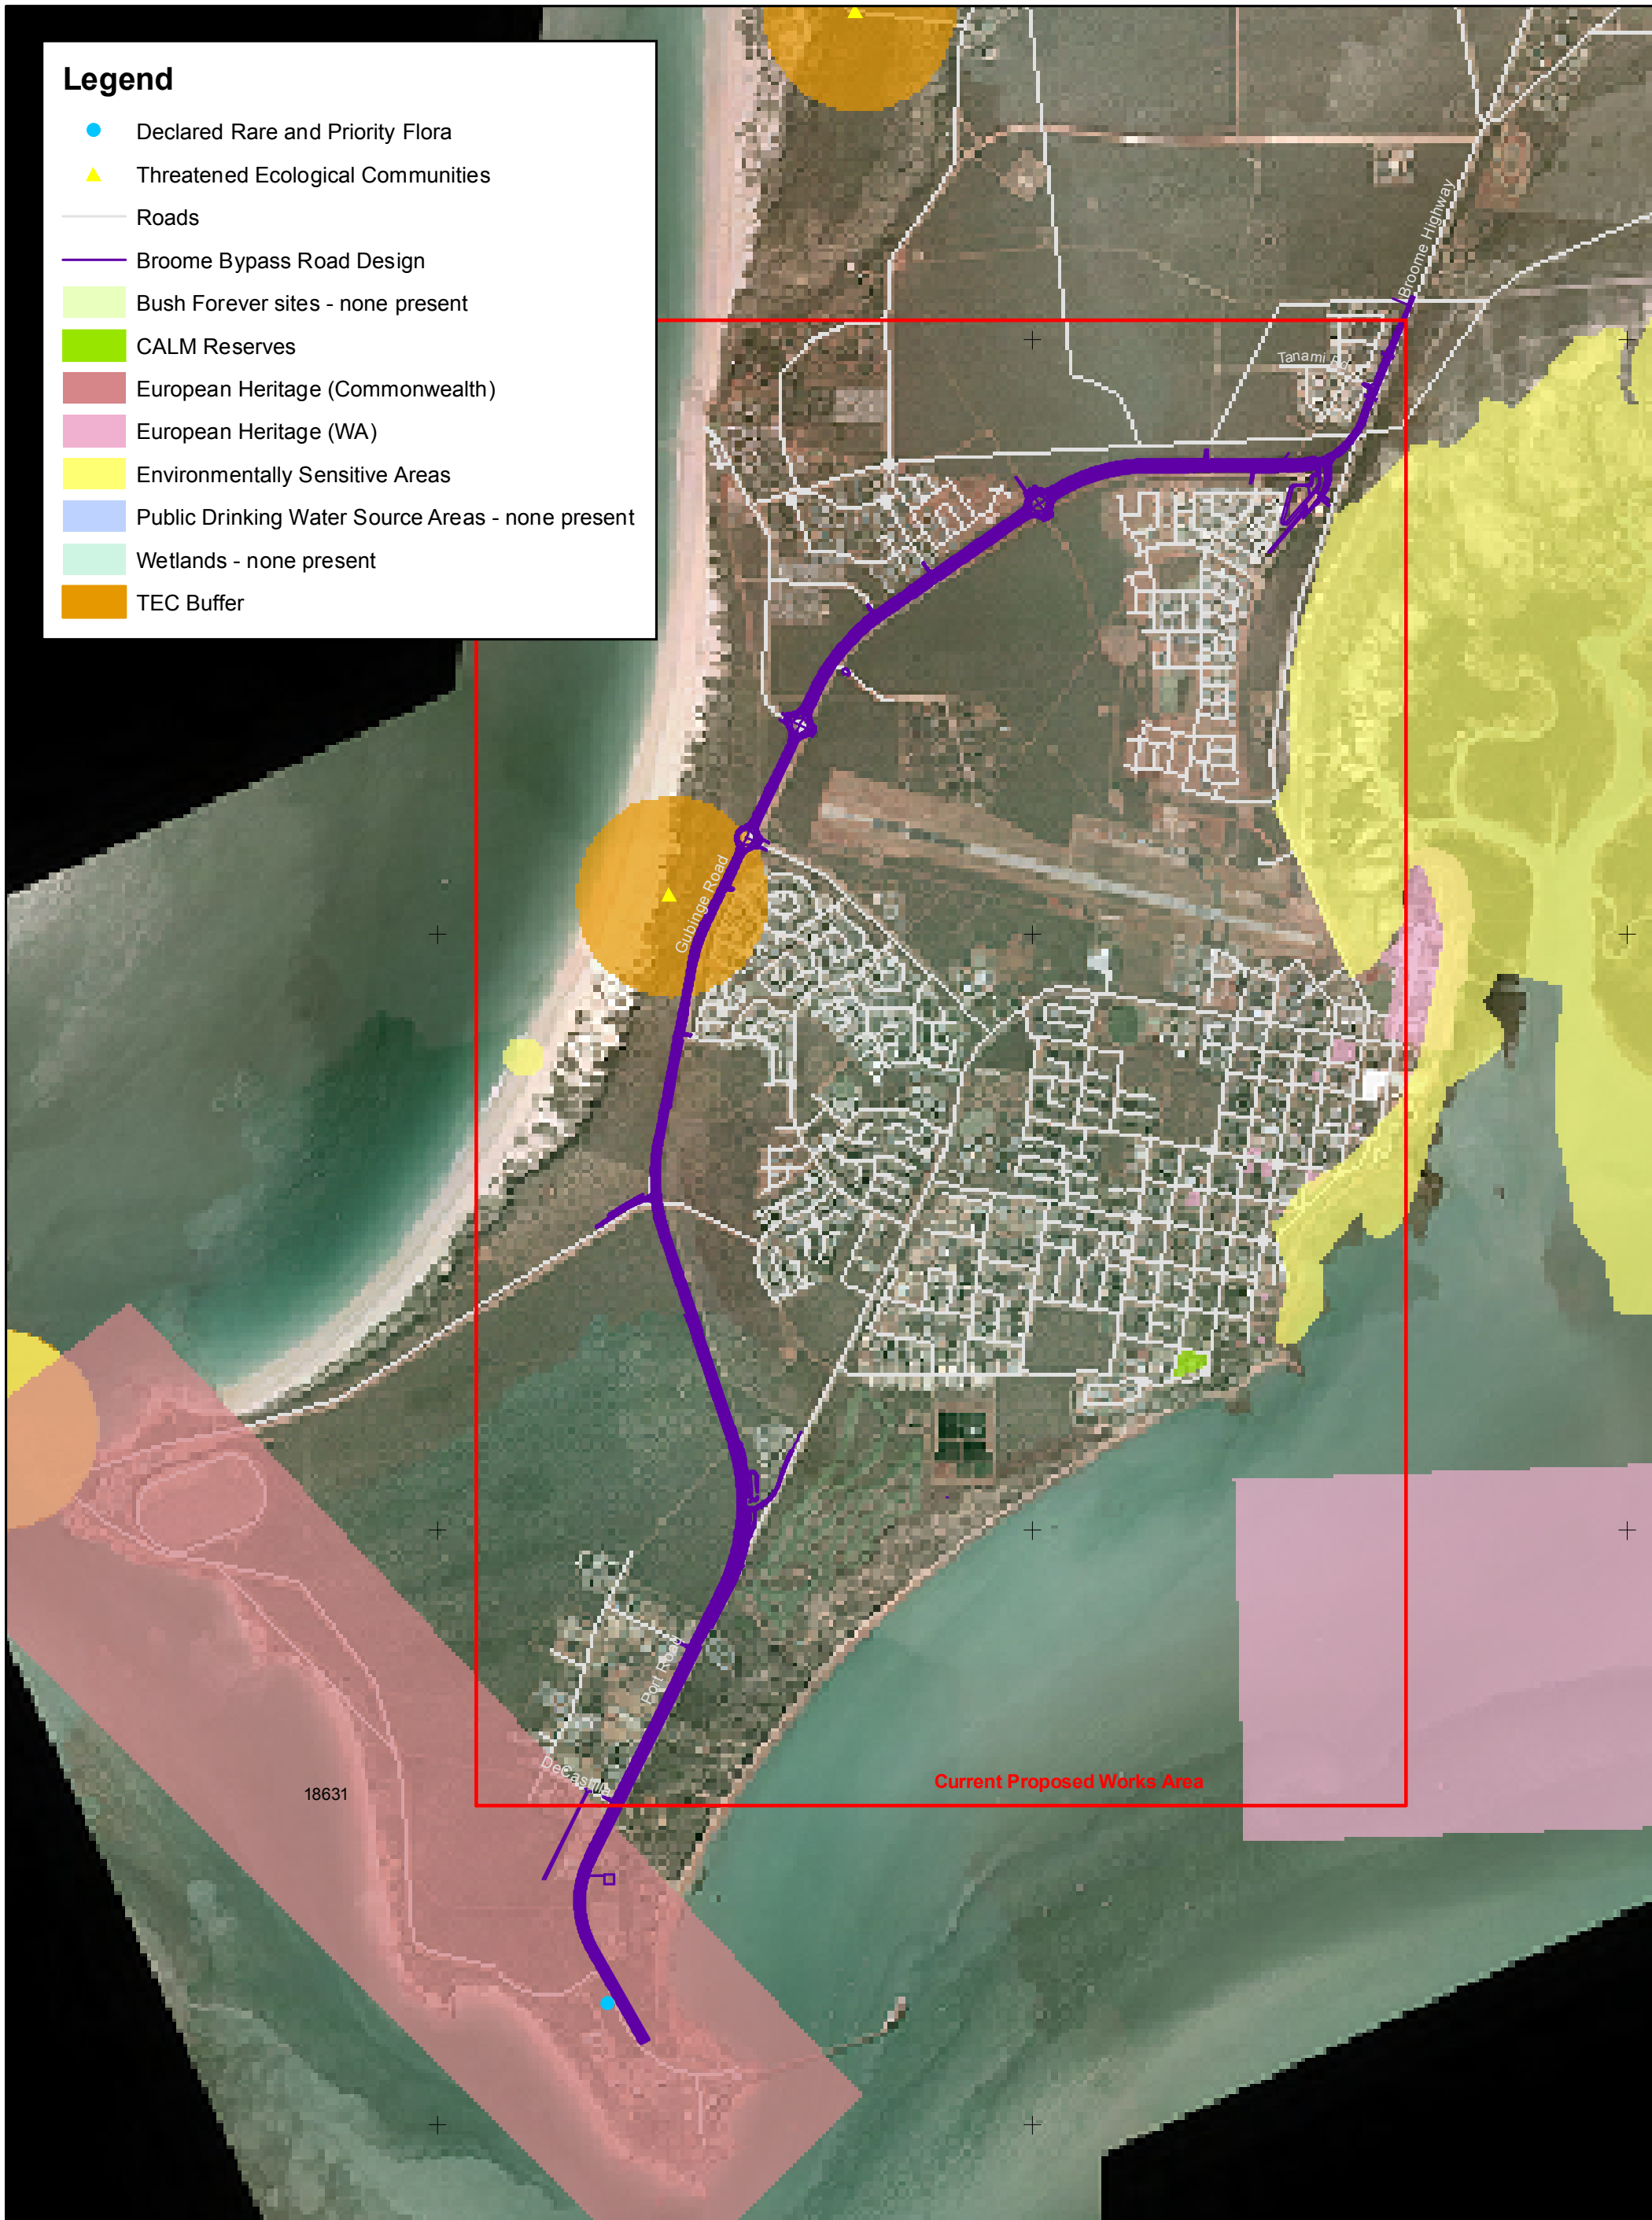 Legend
Declared Rare and Priority Flora
Threatened Ecological Communities
Roads
Broome Bypass Road Design
Bush Forever sites - none present
CALM Reserves
European Heritage (Commonwealth)
European Heritage (WA)
Environmentally Sensitive Areas
Public Drinking Water Source Areas - none present
Wetlands - none present
TEC Buffer
Broome Highway
Tanami
Gubinge Road
Port Road
DeCastilla
Current Proposed Works Area
18631